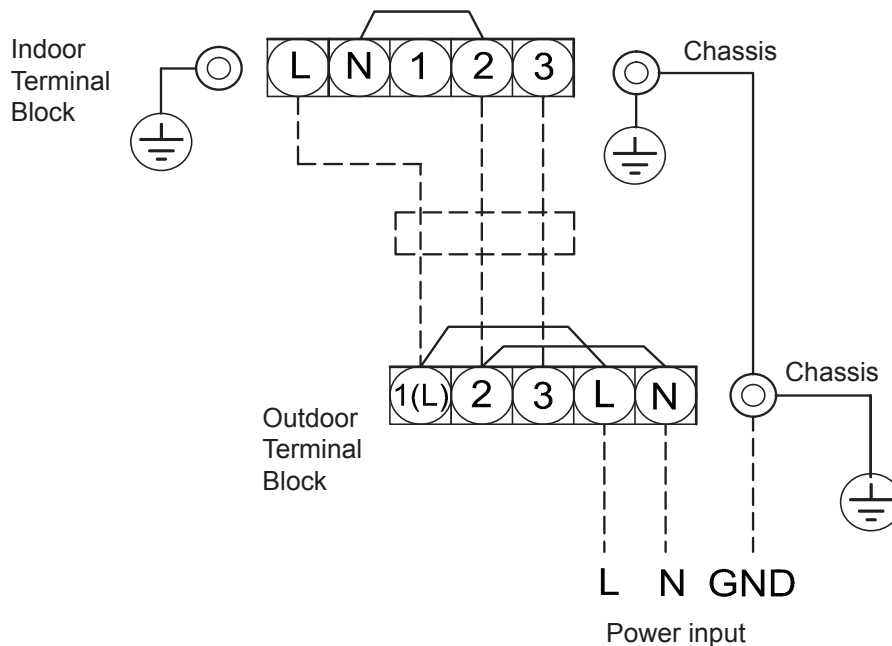 Indoor
Terminal
Block
L N 1 2 3
Chassis
1(L) 2 3 L N
Chassis
Outdoor
Terminal
Block
L N GND
Power input